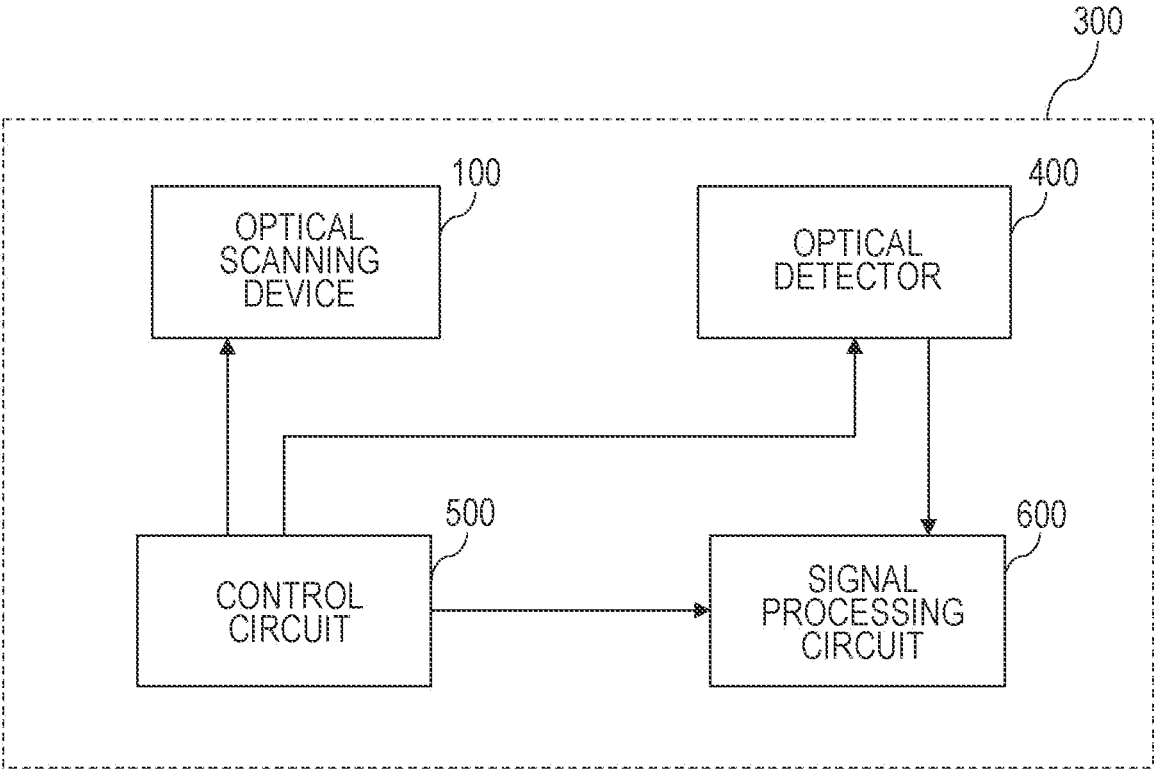 300
100
OPTICAL
SCANNING
DEVICE
400
OPTICAL
DETECTOR
500
CONTROL
CIRCUIT
600
SIGNAL
PROCESSING
CIRCUIT